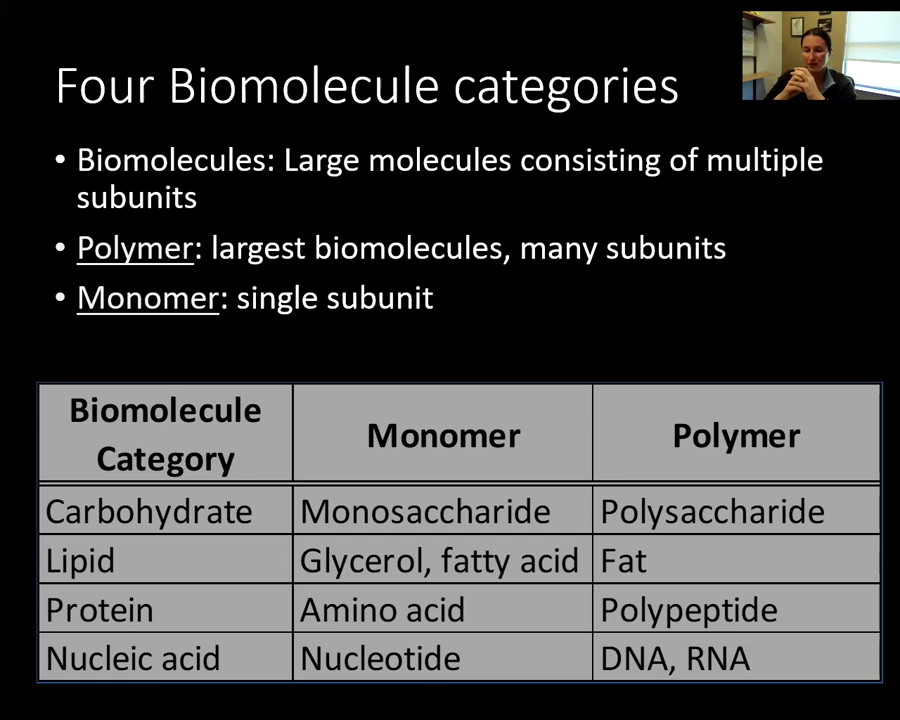 Four Biomolecule categories
• Biomolecules: Large molecules consisting of multiple
subunits
• Polymer: largest biomolecules, many subunits
• Monomer: single subunit
Biomolecule
Category
Monomer
Polymer
Carbohydrate Monosaccharide Polysaccharide
Lipid Glycerol, fatty acid Fat
Protein Amino acid Polypeptide
Nucleic acid Nucleotide DNA, RNA